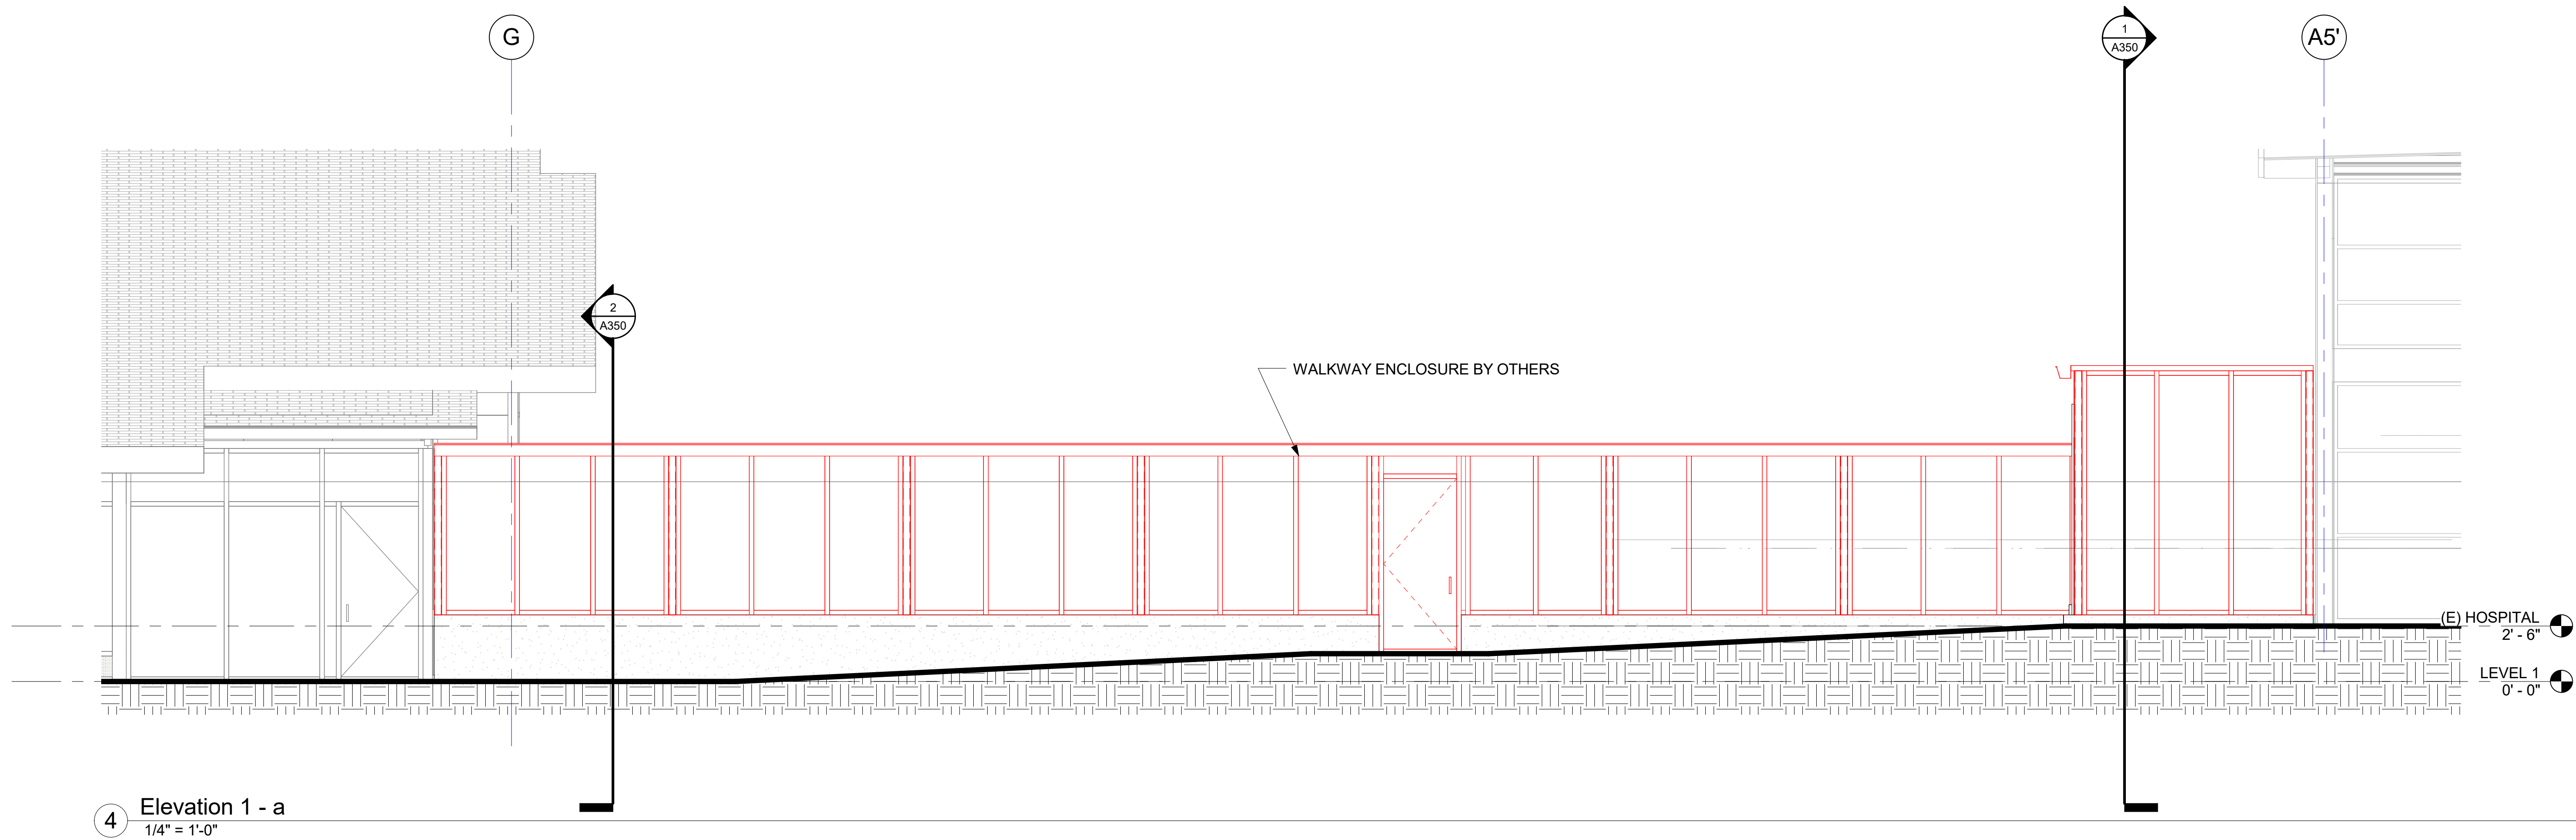 G
1
A350
A5'
2
A350
WALKWAY ENCLOSURE BY OTHERS
(E) HOSPITAL
2' - 6"
LEVEL 1
0' - 0"
4
Elevation 1 - a
1/4" = 1'-0"